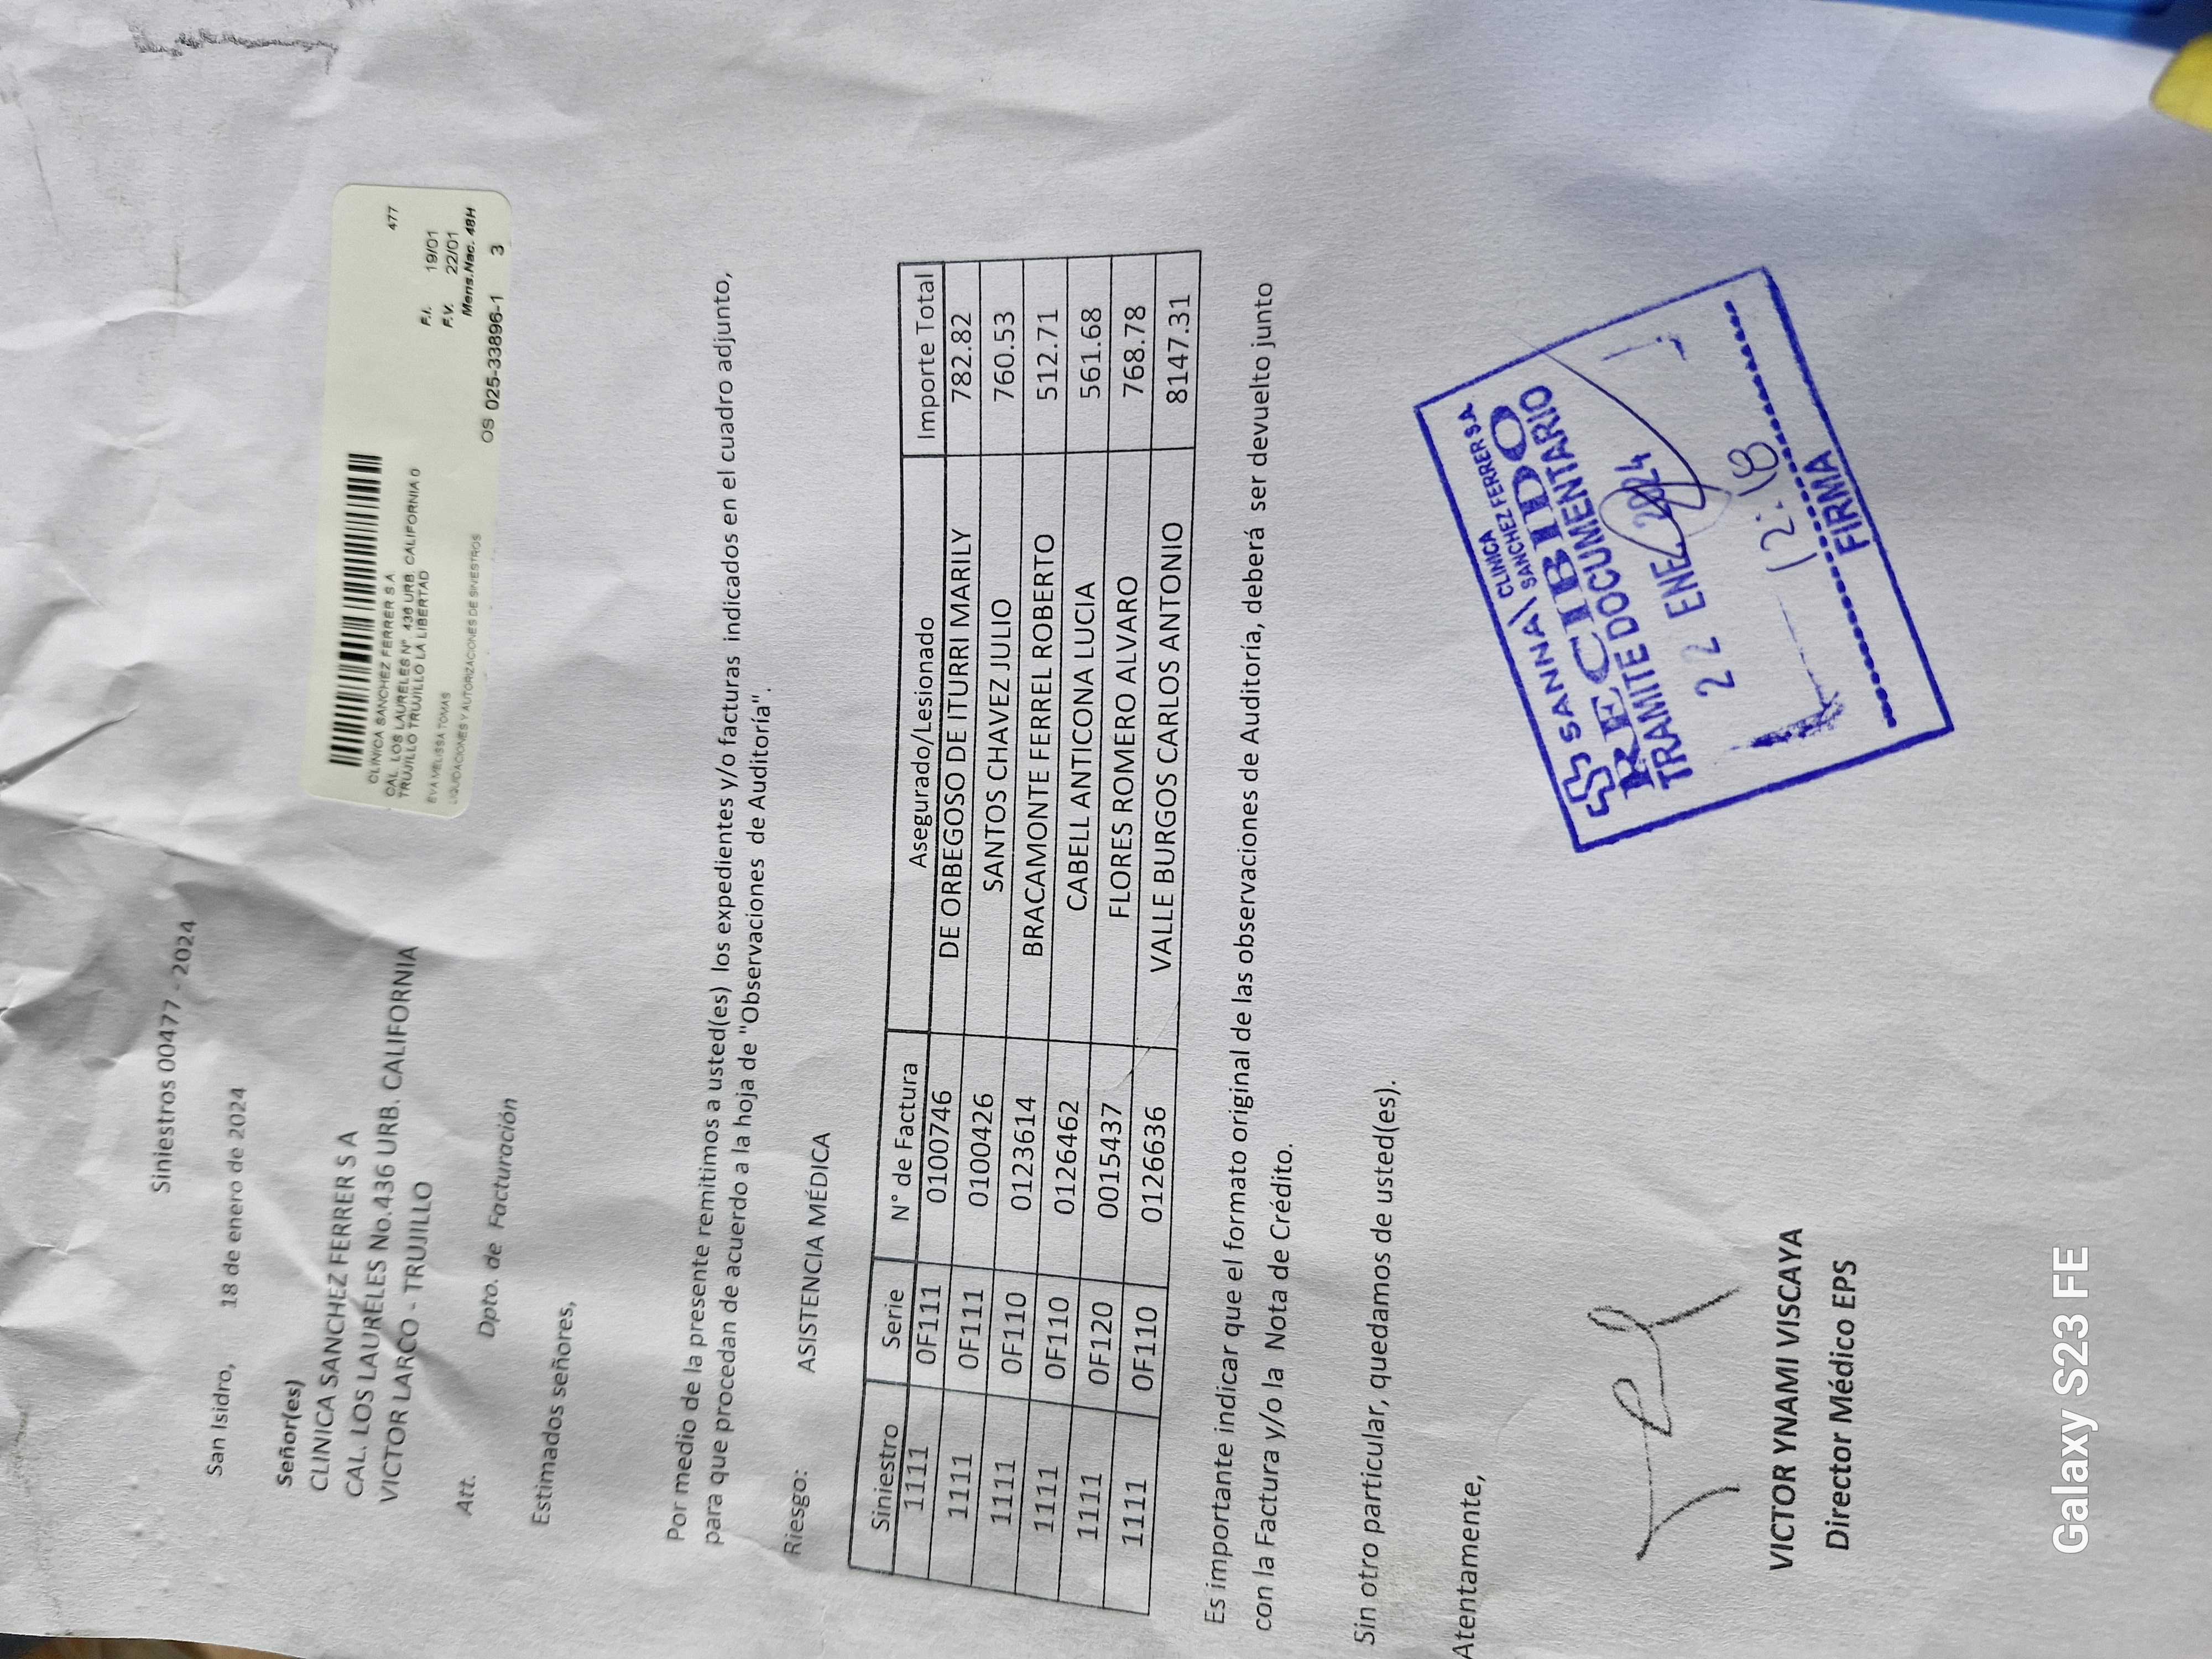 Siniestros 00477 - 2024
San Isidro, 18 de enero de 2024
Señor(es)
CLINICA SANCHEZ FERRER S A
CAL. LOS LAURELES No.436 URB. CALIFORNIA
VICTOR LARCO - TRUJILLO
Att. Dpto. de Facturación
CLINICA SANCHEZ FERRER S A
CAL. LOS LAURELES N° 436 URB. CALIFORNIA 0
TRUJILLO TRUJILLO LA LIBERTAD
EVA MELISSA TOMAS
LIQUIDACIONES Y AUTORIZACIONES DE SINIESTROS
477
F.I. 19/01
F.V. 22/01
Mens.Nac. 48H
OS 025-33896-1 3
Estimados señores,
Por medio de la presente remitimos a usted(es) los expedientes y/o facturas indicados en el cuadro adjunto,
para que procedan de acuerdo a la hoja de "Observaciones de Auditoría".
Riesgo: ASISTENCIA MÉDICA
Siniestro Serie N° de Factura Asegurado/Lesionado Importe Total
1111 0F111 0100746 DE ORBEGOSO DE ITURRI MARILY 782.82
1111 0F111 0100426 SANTOS CHAVEZ JULIO 760.53
1111 0F110 0123614 BRACAMONTE FERREL ROBERTO 512.71
1111 0F110 0126462 CABELL ANTICONA LUCIA 561.68
1111 0F120 0015437 FLORES ROMERO ALVARO 768.78
1111 0F110 0126636 VALLE BURGOS CARLOS ANTONIO 8147.31
Es importante indicar que el formato original de las observaciones de Auditoría, deberá ser devuelto junto
con la Factura y/o la Nota de Crédito.
Sin otro particular, quedamos de usted(es).
Atentamente,
VICTOR YNAMI VISCAYA
Director Médico EPS
SANNA\ CLINICA
SANCHEZ FERRER S.A.
RECIBIDO
TRAMITE DOCUMENTARIO
22 ENE. 2024
12:18
FIRMA
Galaxy S23 FE